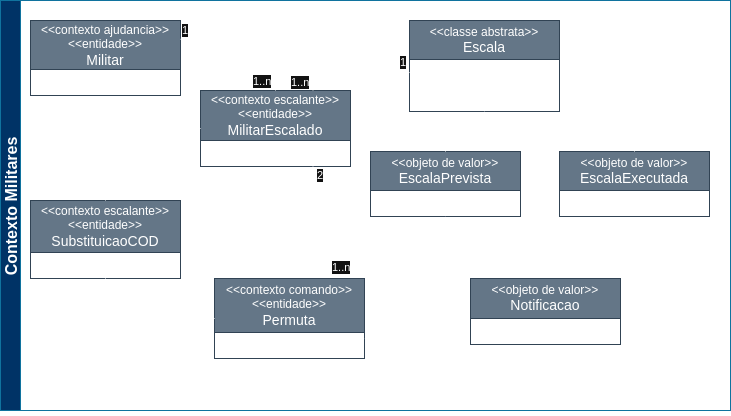 Contexto Militares
<<contexto ajudancia>>
<<entidade>>
Militar
1
<<classe abstrata>>
Escala
1
1..n
1..n
<<contexto escalante>>
<<entidade>>
MilitarEscalado
2
<<objeto de valor>>
EscalaPrevista
<<objeto de valor>>
EscalaExecutada
<<contexto escalante>>
<<entidade>>
SubstituicaoCOD
1..n
<<contexto comando>>
<<entidade>>
Permuta
<<objeto de valor>>
Notificacao